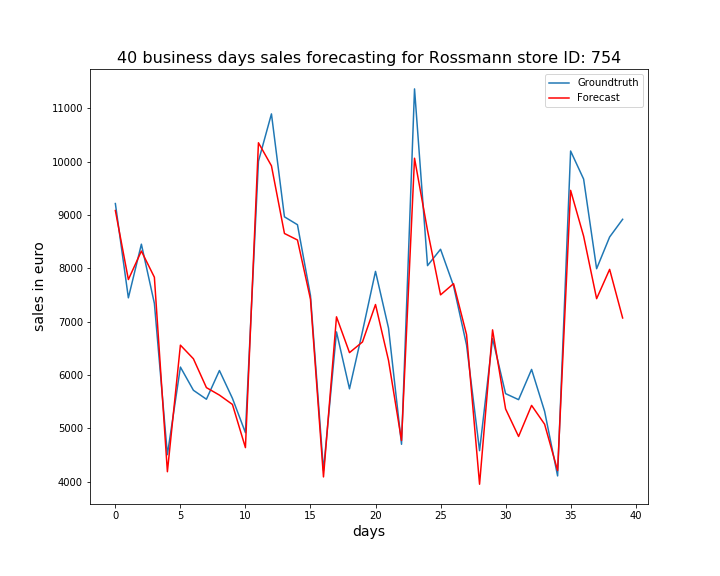 40 business days sales forecasting for Rossmann store ID: 754
Groundtruth
Forecast
11000
10000
9000
8000
7000
6000
5000
4000
sales in euro
0 5 10 15 20 25 30 35 40
days